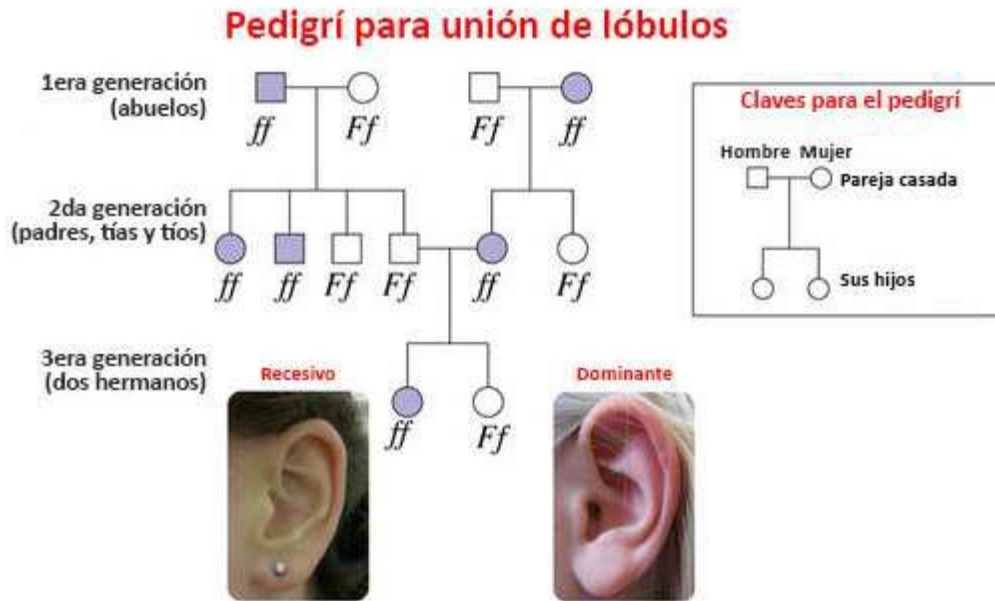 Pedigrí para unión de lóbulos
1era generación
(abuelos)
ff
Ff
Ff
ff
2da generación
(padres, tías y tíos)
ff
ff
Ff
Ff
ff
Ff
3era generación
(dos hermanos)
ff
Ff
Recesivo
Dominante
Claves para el pedigrí
Hombre Mujer
Pareja casada
Sus hijos